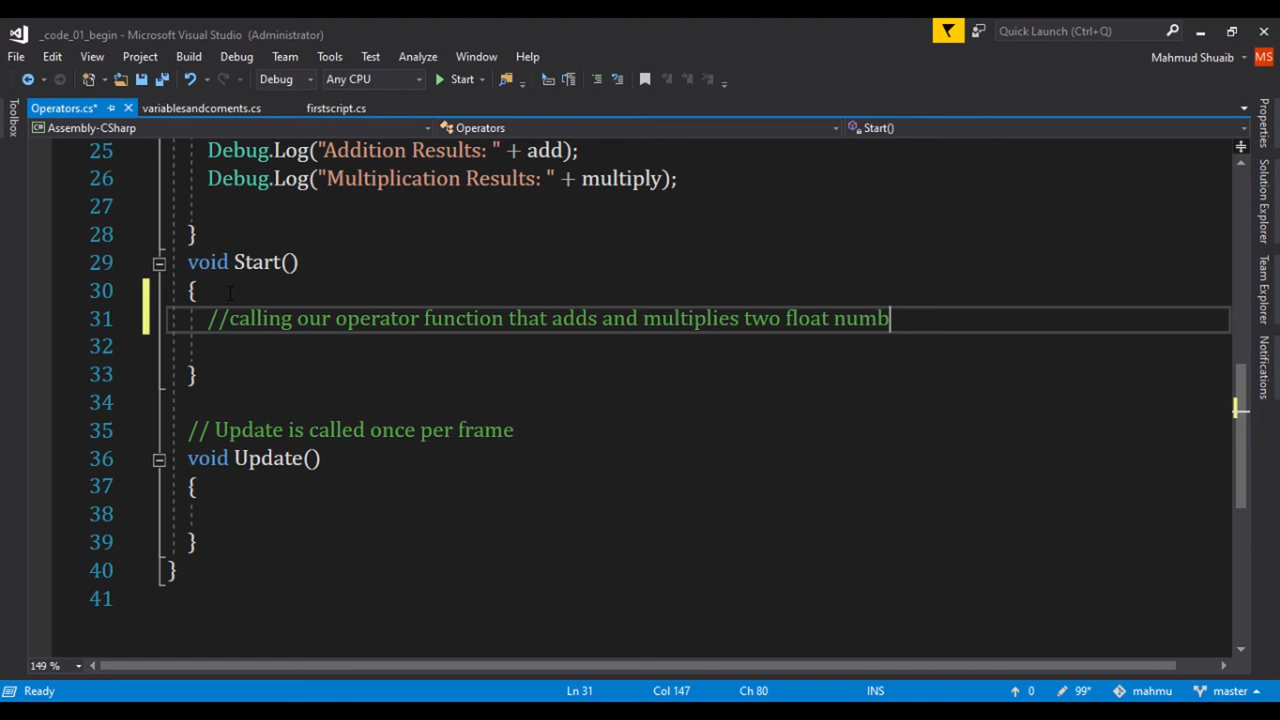 _code_01_begin - Microsoft Visual Studio (Administrator)
Quick Launch (Ctrl+Q)
File Edit View Project Build Debug Team Tools Test Analyze Window Help
Mahmud Shuaib MS
Debug Any CPU Start
Operators.cs* variablesandcoments.cs firstscript.cs
Assembly-CSharp Operators Start()
Toolbox
25 Debug.Log("Addition Results: " + add);
26 Debug.Log("Multiplication Results: " + multiply);
27
28 }
29 void Start()
30 {
31 //calling our operator function that adds and multiplies two float numb
32
33 }
34
35 // Update is called once per frame
36 void Update()
37 {
38
39 }
40 }
41
Properties
Solution Explorer
Team Explorer
Notifications
149 %
Ready Ln 31 Col 147 Ch 80 INS 0 99* mahmu master